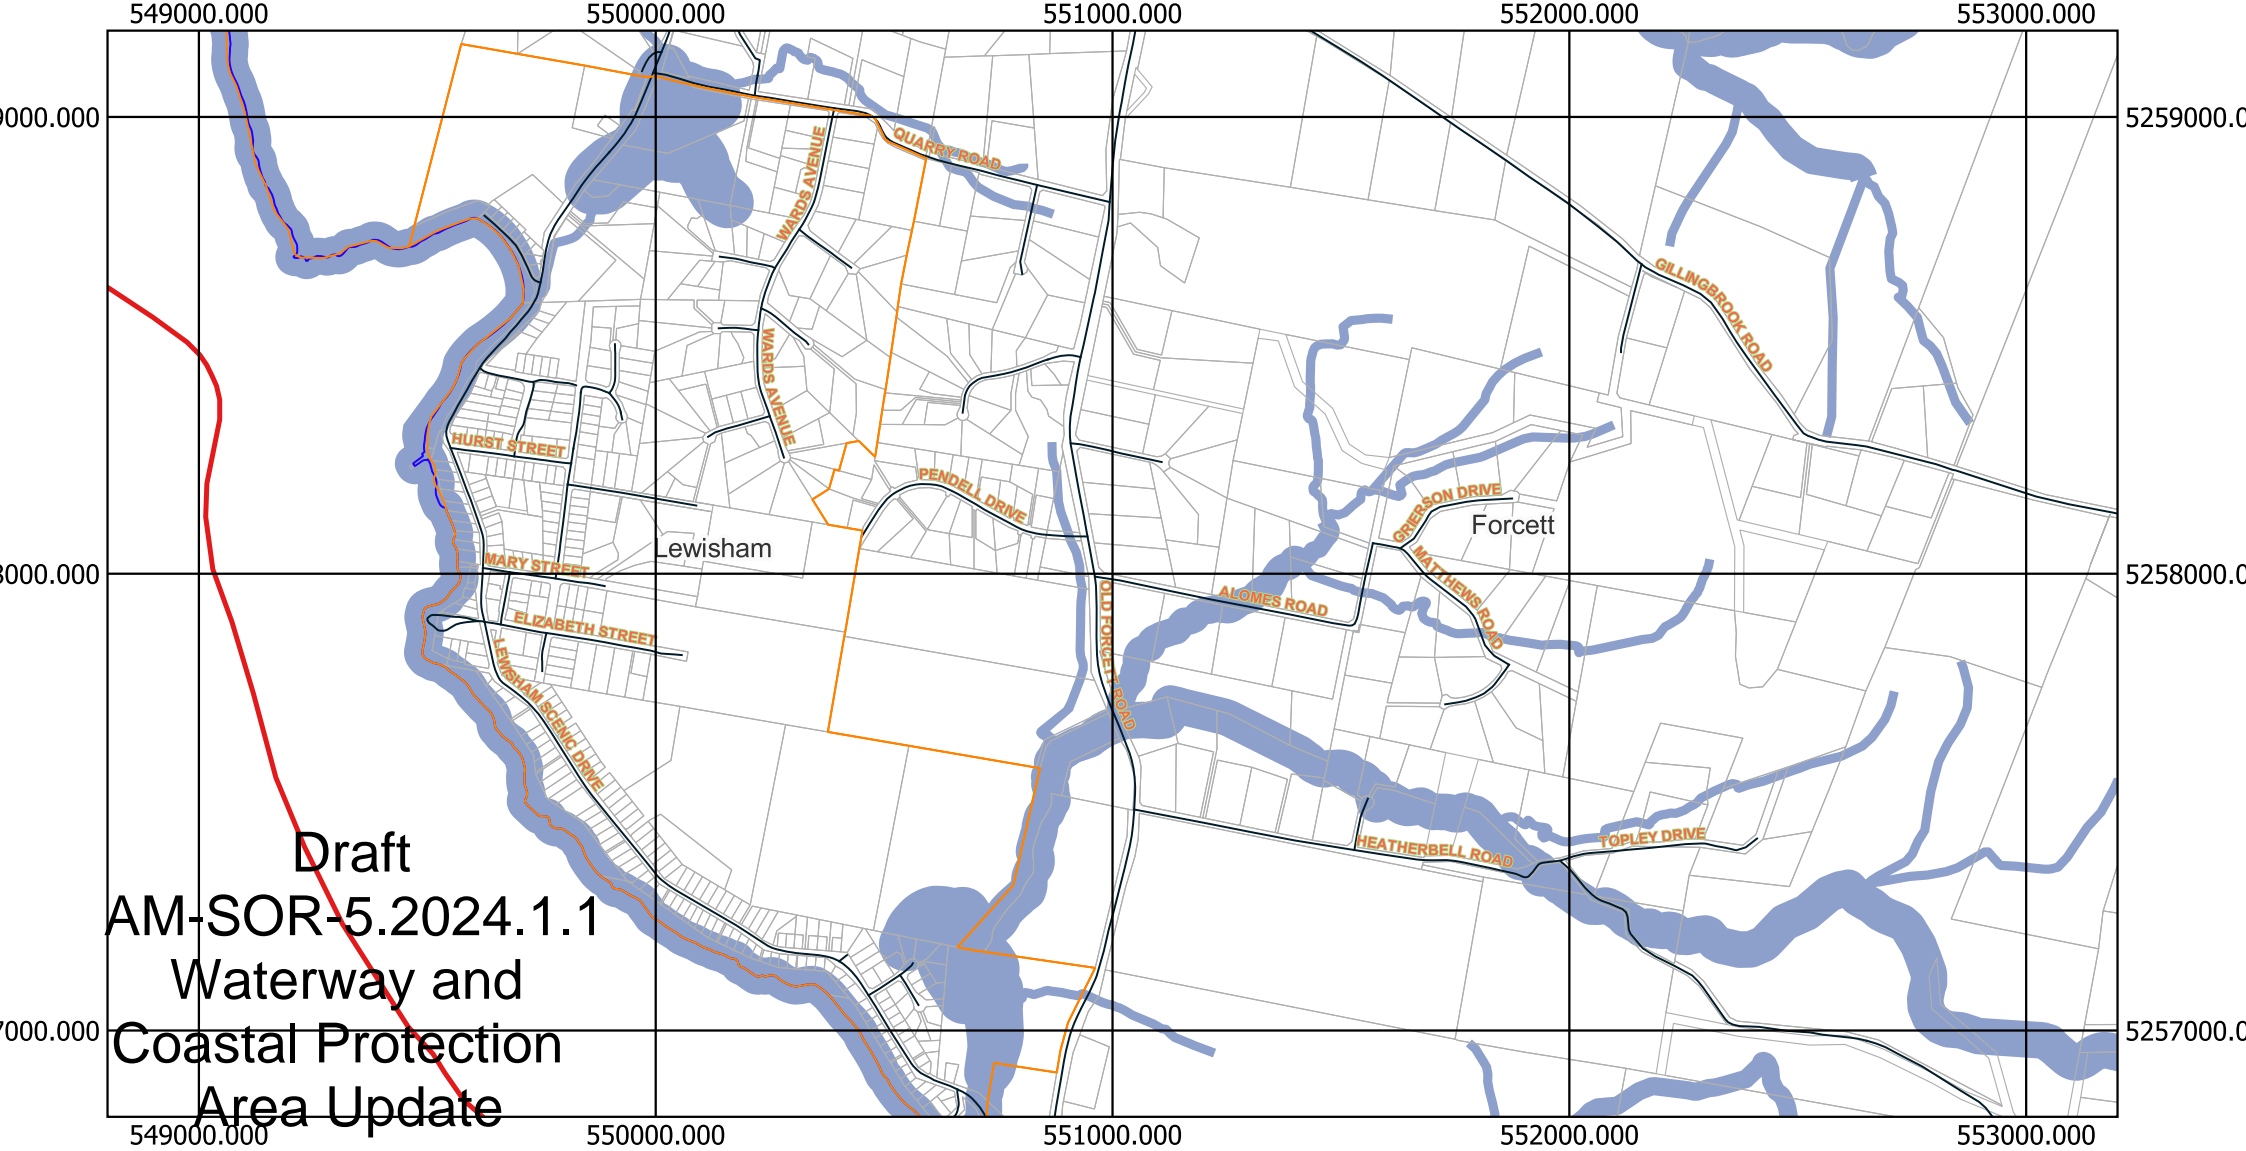 549000.000
550000.000
551000.000
552000.000
553000.000
9000.000
5259000.0
QUARRY ROAD
WARDS AVENUE
GILLINGBROOK ROAD
WARDS AVENUE
HURST STREET
PENDELL DRIVE
GRIERSON DRIVE
Forcett
Lewisham
MARY STREET
MATTHEWS ROAD
8000.000
5258000.0
ALOMES ROAD
OLD FORCETT ROAD
ELIZABETH STREET
LEWISHAM SCENIC DRIVE
HEATHERBELL ROAD
TOPLEY DRIVE
Draft
AM-SOR-5.2024.1.1
Waterway and
Coastal Protection
Area Update
7000.000
5257000.0
549000.000
550000.000
551000.000
552000.000
553000.000